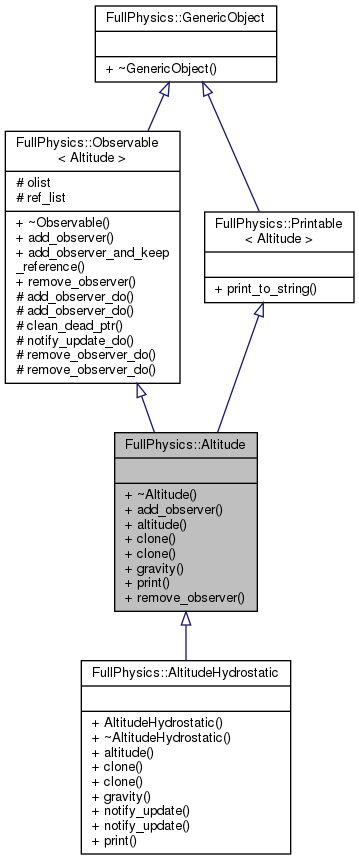 FullPhysics::GenericObject
+ ~GenericObject()
FullPhysics::Observable
< Altitude >
# olist
# ref_list
+ ~Observable()
+ add_observer()
+ add_observer_and_keep
_reference()
+ remove_observer()
# add_observer_do()
# add_observer_do()
# clean_dead_ptr()
# notify_update_do()
# remove_observer_do()
# remove_observer_do()
FullPhysics::Printable
< Altitude >
+ print_to_string()
FullPhysics::Altitude
+ ~Altitude()
+ add_observer()
+ altitude()
+ clone()
+ clone()
+ gravity()
+ print()
+ remove_observer()
FullPhysics::AltitudeHydrostatic
+ AltitudeHydrostatic()
+ ~AltitudeHydrostatic()
+ altitude()
+ clone()
+ clone()
+ gravity()
+ notify_update()
+ notify_update()
+ print()